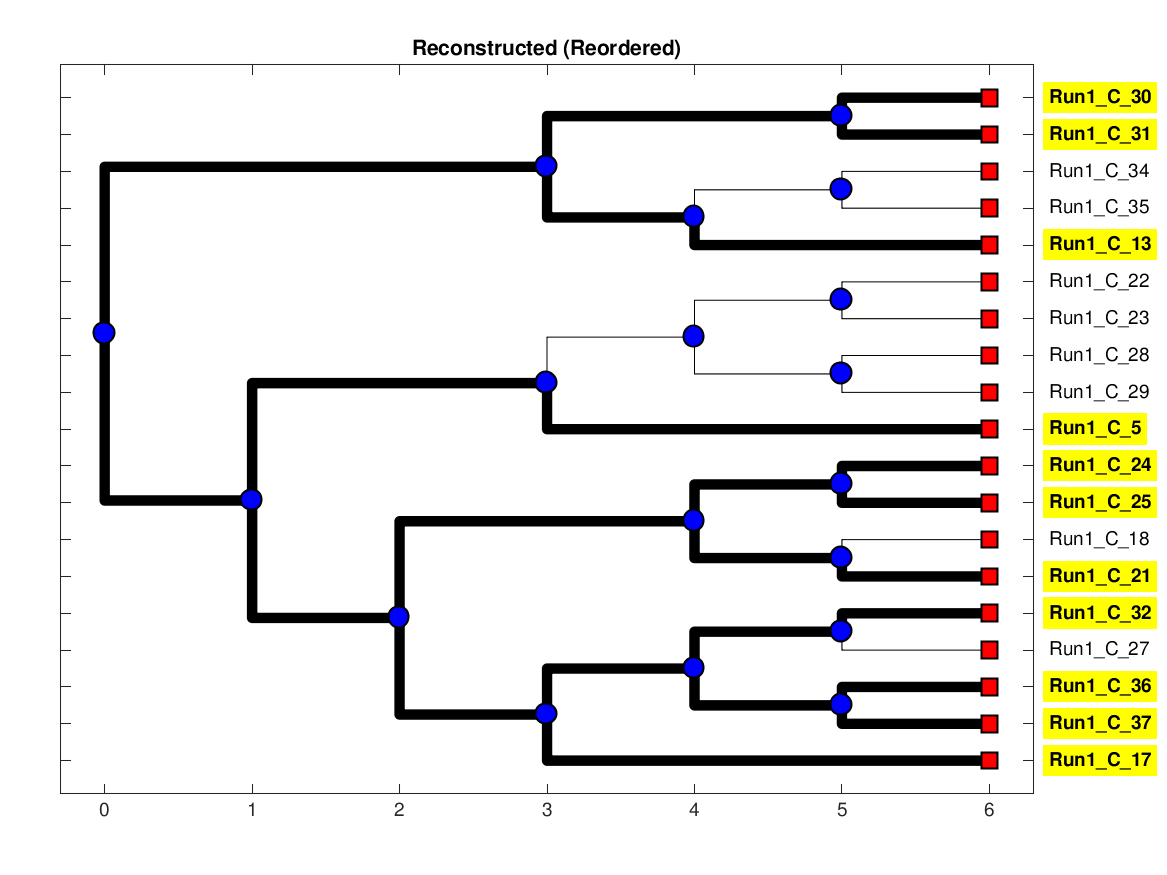 Reconstructed (Reordered)
Run1_C_30
Run1_C_31
Run1_C_34
Run1_C_35
Run1_C_13
Run1_C_22
Run1_C_23
Run1_C_28
Run1_C_29
Run1_C_5
Run1_C_24
Run1_C_25
Run1_C_18
Run1_C_21
Run1_C_32
Run1_C_27
Run1_C_36
Run1_C_37
Run1_C_17
0 1 2 3 4 5 6